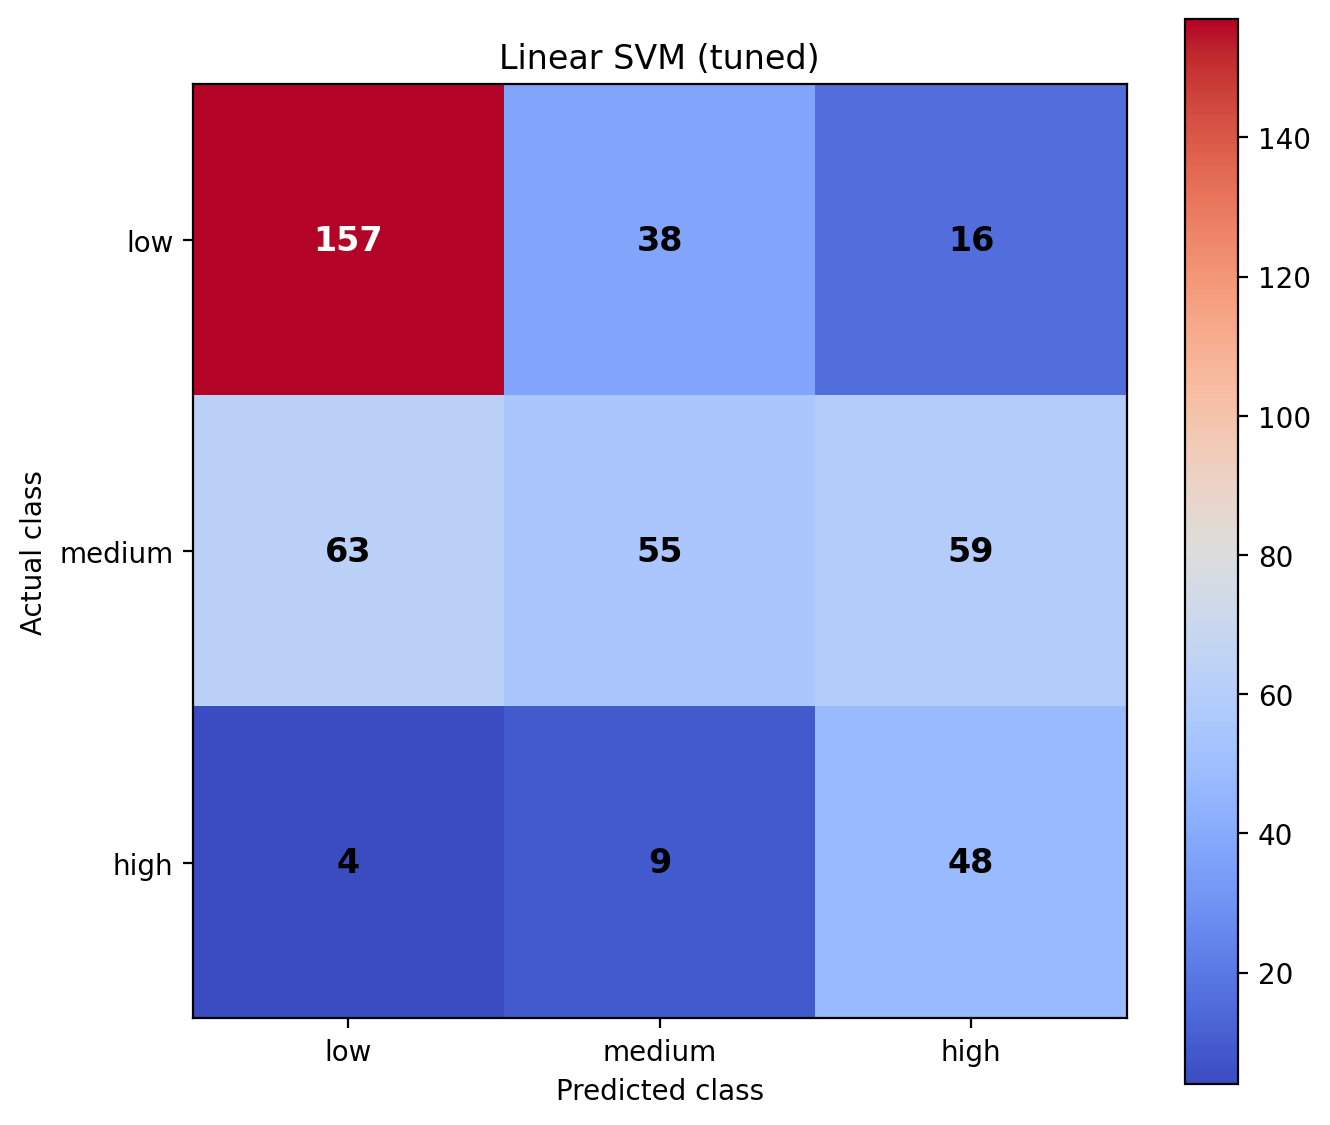 Linear SVM (tuned)
low 157 38 16
medium 63 55 59
high 4 9 48
low medium high
Predicted class
Actual class
140
120
100
80
60
40
20